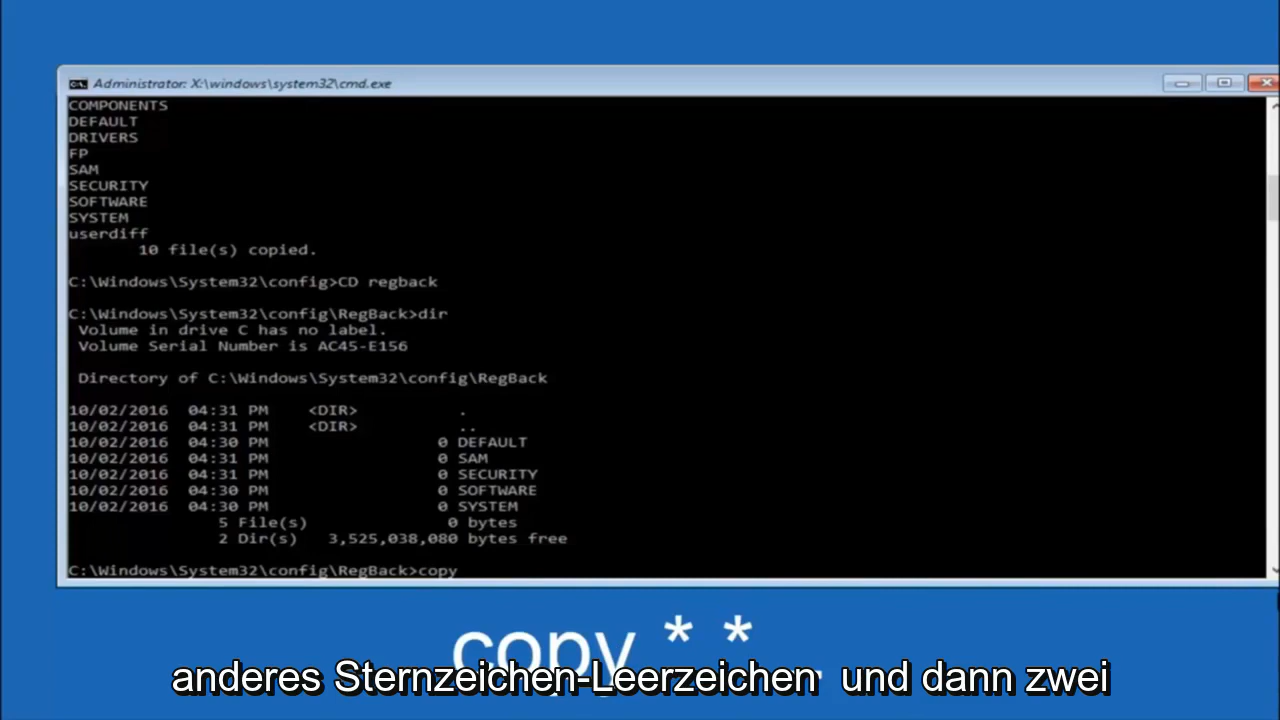 Administrator: X:\windows\system32\cmd.exe
COMPONENTS
DEFAULT
DRIVERS
FP
SAM
SECURITY
SOFTWARE
SYSTEM
userdiff
10 file(s) copied.
C:\Windows\System32\config>CD regback
C:\Windows\System32\config\RegBack>dir
Volume in drive C has no label.
Volume Serial Number is AC45-E156
Directory of C:\Windows\System32\config\RegBack
10/02/2016 04:31 PM <DIR> .
10/02/2016 04:31 PM <DIR> ..
10/02/2016 04:30 PM 0 DEFAULT
10/02/2016 04:31 PM 0 SAM
10/02/2016 04:31 PM 0 SECURITY
10/02/2016 04:30 PM 0 SOFTWARE
10/02/2016 04:30 PM 0 SYSTEM
5 File(s) 0 bytes
2 Dir(s) 3,525,038,080 bytes free
C:\Windows\System32\config\RegBack>copy
copy * *
anderes Sternzeichen-Leerzeichen und dann zwei